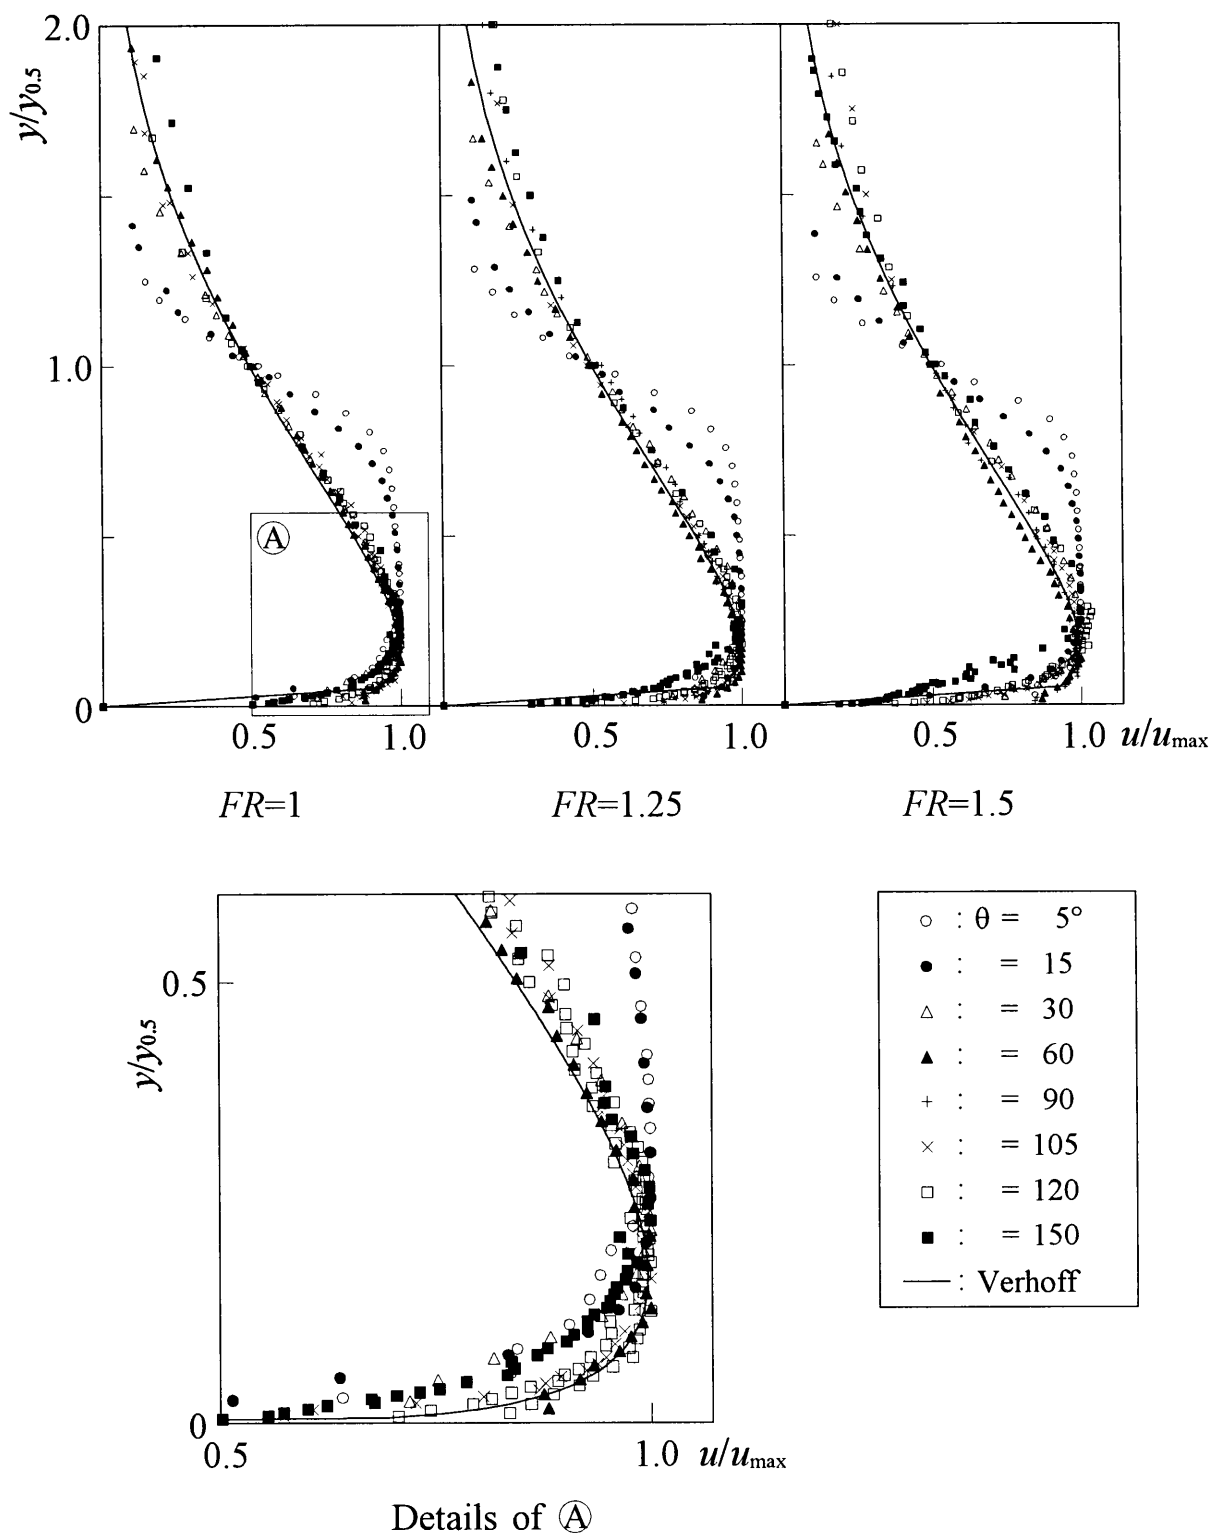 2.0
y/y0.5
1.0
0
Ⓐ
0.5 1.0 0.5 1.0 0.5 1.0 u/umax
FR=1 FR=1.25 FR=1.5
y/y0.5
0.5
0
0.5 1.0 u/umax
Details of Ⓐ
○ : θ = 5°
● : = 15
△ : = 30
▲ : = 60
+ : = 90
× : = 105
□ : = 120
■ : = 150
— : Verhoff